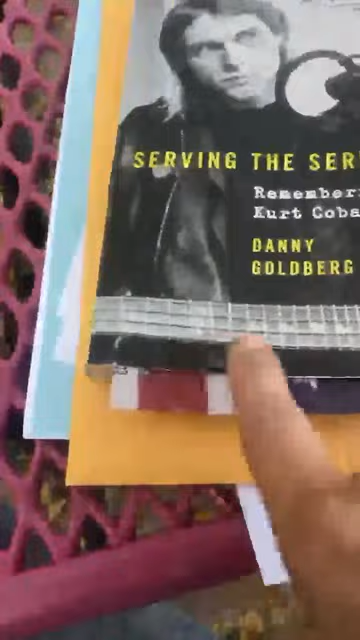 SERVING THE SER
Remember
Kurt Coba
DANNY
GOLDBERG